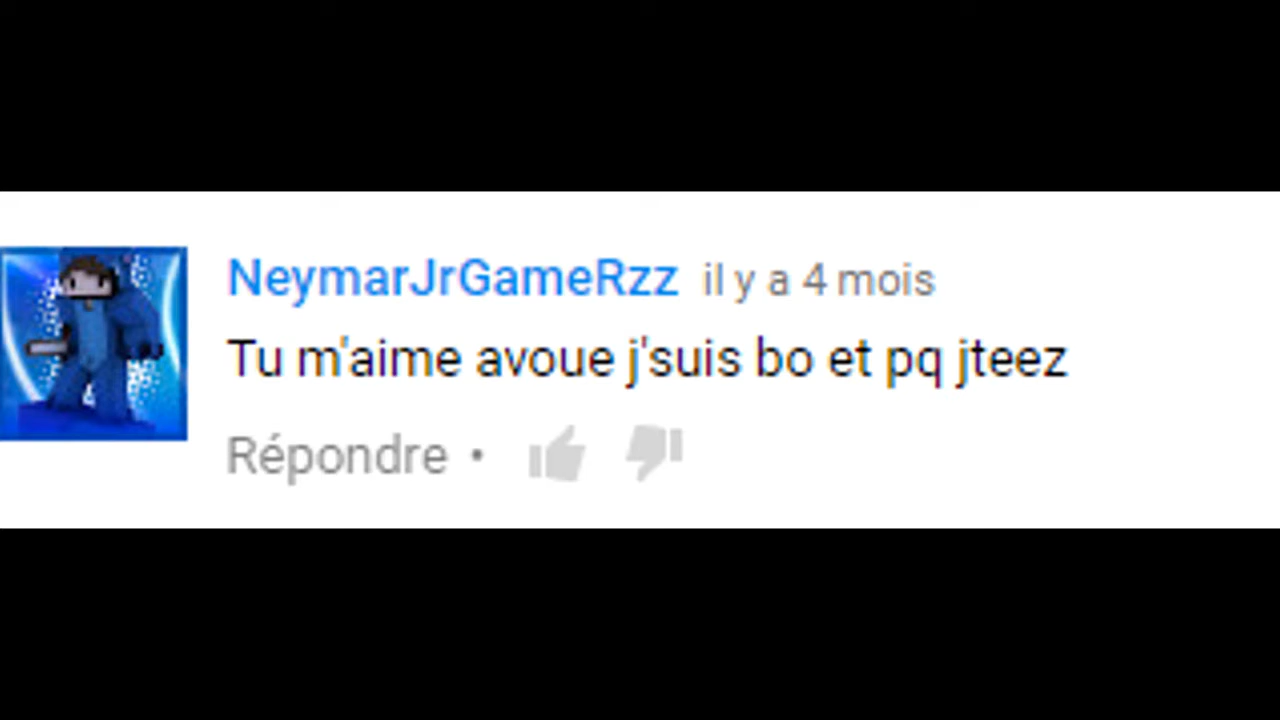 NeymarJrGameRzz il y a 4 mois
Tu m'aime avoue j'suis bo et pq jteez
Répondre •